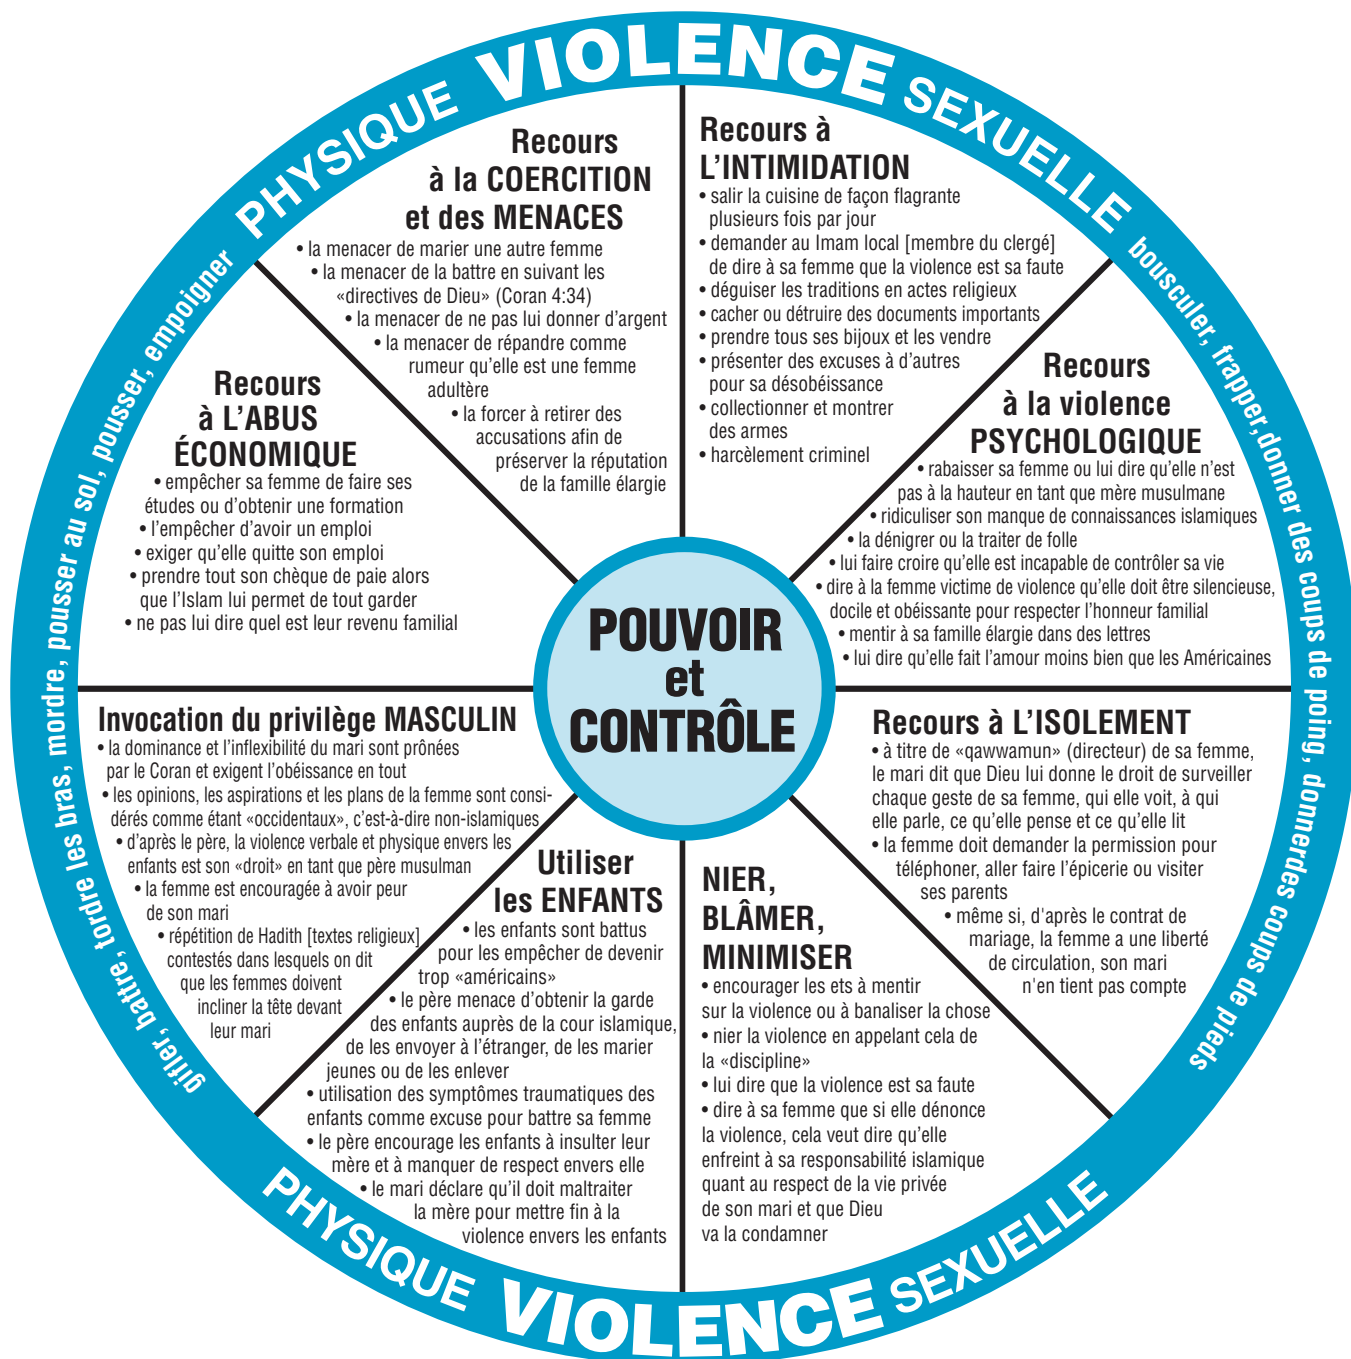 PHYSIQUE VIOLENCE SEXUELLE
Recours
à la COERCITION
et des MENACES
• la menacer de marier une autre femme
• la menacer de la battre en suivant les
«directives de Dieu» (Coran 4:34)
• la menacer de ne pas lui donner d'argent
• la menacer de répandre comme
rumeur qu'elle est une femme
adultère
• la forcer à retirer des
accusations afin de
préserver la réputation
de la famille élargie
Recours à
L'INTIMIDATION
• salir la cuisine de façon flagrante
plusieurs fois par jour
• demander au Imam local [membre du clergé]
de dire à sa femme que la violence est sa faute
• déguiser les traditions en actes religieux
• cacher ou détruire des documents importants
• prendre tous ses bijoux et les vendre
• présenter des excuses à d'autres
pour sa désobéissance
• collectionner et montrer
des armes
• harcèlement criminel
Recours
à la violence
PSYCHOLOGIQUE
• rabaisser sa femme ou lui dire qu'elle n'est
pas à la hauteur en tant que mère musulmane
• ridiculiser son manque de connaissances islamiques
• la dénigrer ou la traiter de folle
• lui faire croire qu'elle est incapable de contrôler sa vie
• dire à la femme victime de violence qu'elle doit être silencieuse,
docile et obéissante pour respecter l'honneur familial
• mentir à sa famille élargie dans des lettres
• lui dire qu'elle fait l'amour moins bien que les Américaines
Recours à L'ISOLEMENT
• à titre de «qawwamun» (directeur) de sa femme,
le mari dit que Dieu lui donne le droit de surveiller
chaque geste de sa femme, qui elle voit, à qui
elle parle, ce qu'elle pense et ce qu'elle lit
• la femme doit demander la permission pour
téléphoner, aller faire l'épicerie ou visiter
ses parents
• même si, d'après le contrat de
mariage, la femme a une liberté
de circulation, son mari
n'en tient pas compte
NIER,
BLÂMER,
MINIMISER
• encourager les ets à mentir
sur la violence ou à banaliser la chose
• nier la violence en appelant cela de
la «discipline»
• lui dire que la violence est sa faute
• dire à sa femme que si elle dénonce
la violence, cela veut dire qu'elle
enfreint à sa responsabilité islamique
quant au respect de la vie privée
de son mari et que Dieu
va la condamner
Utiliser
les ENFANTS
• les enfants sont battus
pour les empêcher de devenir
trop «américains»
• le père menace d'obtenir la garde
des enfants auprès de la cour islamique,
de les envoyer à l'étranger, de les marier
jeunes ou de les enlever
• utilisation des symptômes traumatiques des
enfants comme excuse pour battre sa femme
• le père encourage les enfants à insulter leur
mère et à manquer de respect envers elle
• le mari déclare qu'il doit maltraiter
la mère pour mettre fin à la
violence envers les enfants
Invocation du privilège MASCULIN
• la dominance et l'inflexibilité du mari sont prônées
par le Coran et exigent l'obéissance en tout
• les opinions, les aspirations et les plans de la femme sont consi-
dérés comme étant «occidentaux», c'est-à-dire non-islamiques
• d'après le père, la violence verbale et physique envers les
enfants est son «droit» en tant que père musulman
• la femme est encouragée à avoir peur
de son mari
• répétition de Hadith [textes religieux]
contestés dans lesquels on dit
que les femmes doivent
incliner la tête devant
leur mari
Recours
à L'ABUS
ÉCONOMIQUE
• empêcher sa femme de faire ses
études ou d'obtenir une formation
• l'empêcher d'avoir un emploi
• exiger qu'elle quitte son emploi
• prendre tout son chèque de paie alors
que l'Islam lui permet de tout garder
• ne pas lui dire quel est leur revenu familial
POUVOIR
et
CONTRÔLE
gifler, battre, tordre les bras, mordre, pousser au sol, pousser, empoigner
bousculer, frapper,donner des coups de poing, donnerdes coups de pieds
PHYSIQUE VIOLENCE SEXUELLE